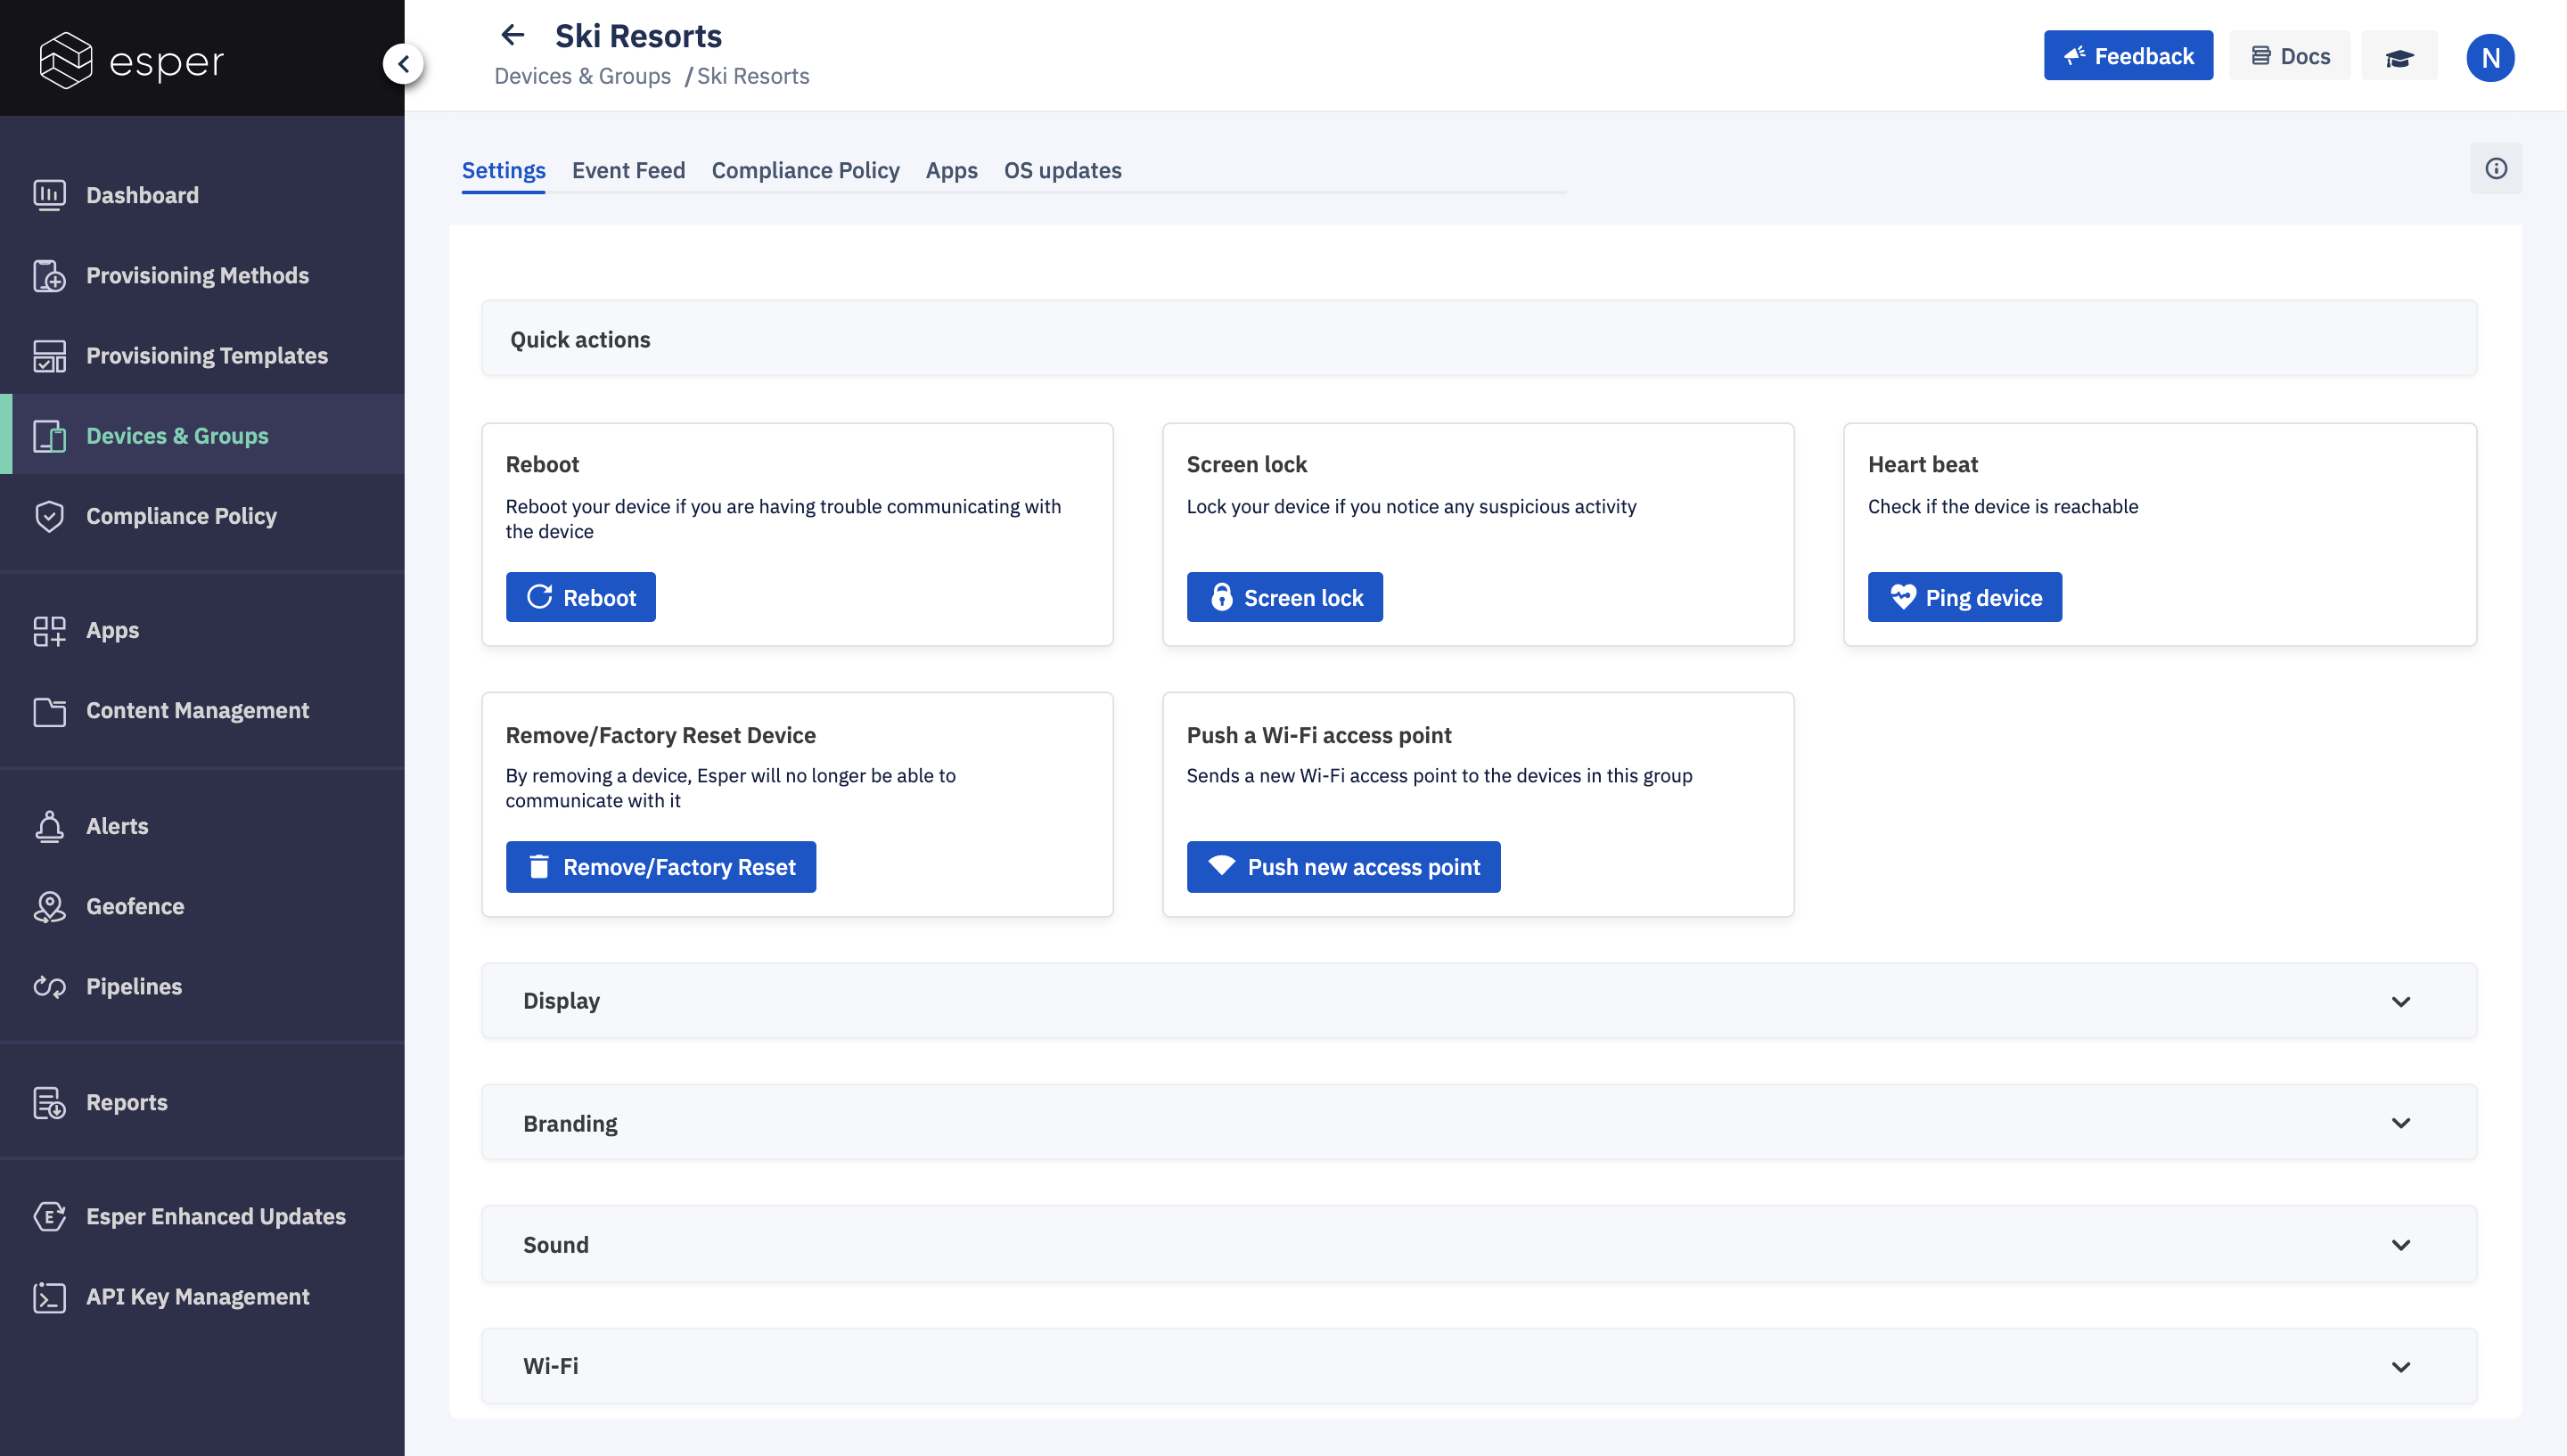 esper
Ski Resorts
Devices & Groups / Ski Resorts
Feedback
Docs
N
Dashboard
Provisioning Methods
Provisioning Templates
Devices & Groups
Compliance Policy
Apps
Content Management
Alerts
Geofence
Pipelines
Reports
E
Esper Enhanced Updates
API Key Management
Settings
Event Feed
Compliance Policy
Apps
OS updates
Quick actions
Reboot
Reboot your device if you are having trouble communicating with
the device
Reboot
Screen lock
Lock your device if you notice any suspicious activity
Screen lock
Heart beat
Check if the device is reachable
Ping device
Remove/Factory Reset Device
By removing a device, Esper will no longer be able to
communicate with it
Remove/Factory Reset
Push a Wi-Fi access point
Sends a new Wi-Fi access point to the devices in this group
Push new access point
Display
Branding
Sound
Wi-Fi